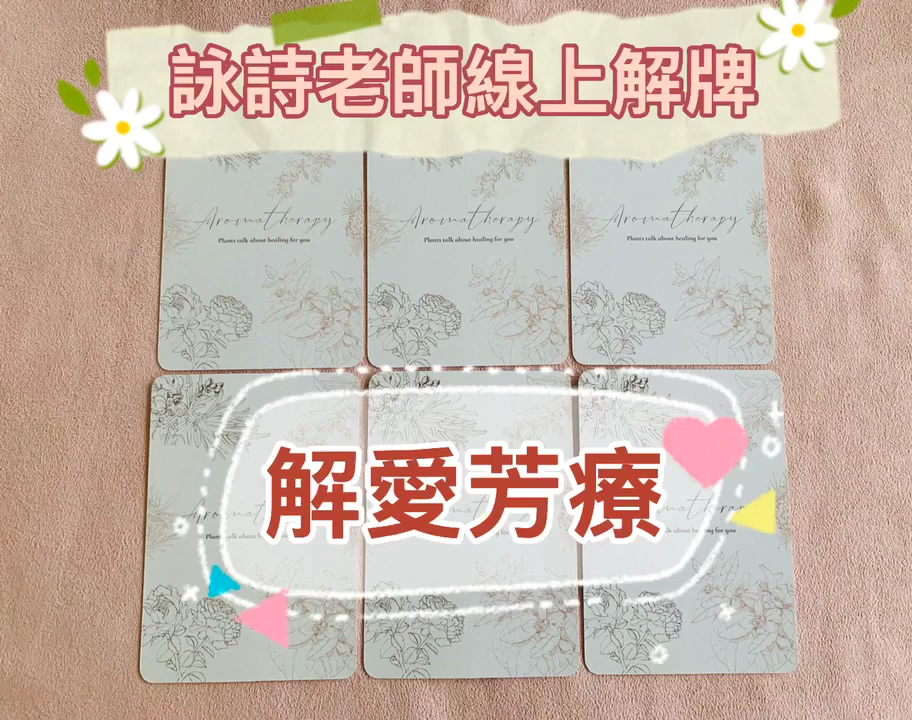 詠詩老師線上解牌
Aromatherapy Aromatherapy Aromatherapy
Plants talk about healing for you Plants talk about healing for you Plants talk about healing for you
解愛芳療